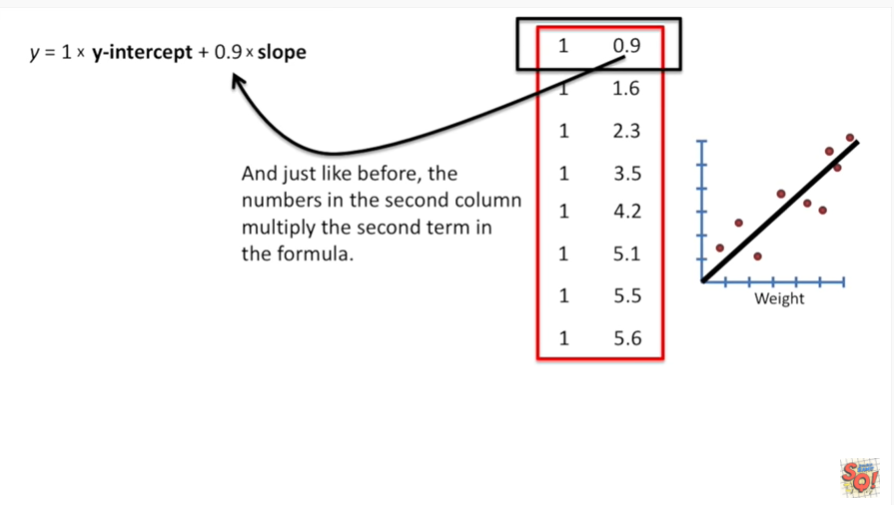 y = 1 × y-intercept + 0.9 × slope
1 0.9
1 1.6
1 2.3
1 3.5
1 4.2
1 5.1
1 5.5
1 5.6
And just like before, the
numbers in the second column
multiply the second term in
the formula.
Weight
SQ!